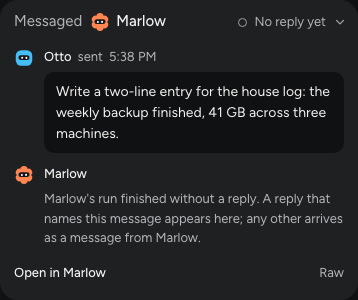 Messaged Marlow No reply yet
Otto sent 5:38 PM
Write a two-line entry for the house log: the
weekly backup finished, 41 GB across three
machines.
Marlow
Marlow's run finished without a reply. A reply that
names this message appears here; any other arrives
as a message from Marlow.
Open in Marlow Raw